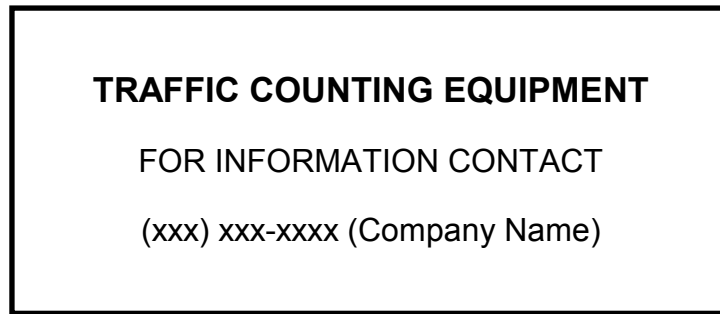 TRAFFIC COUNTING EQUIPMENT
FOR INFORMATION CONTACT
(xxx) xxx-xxxx (Company Name)